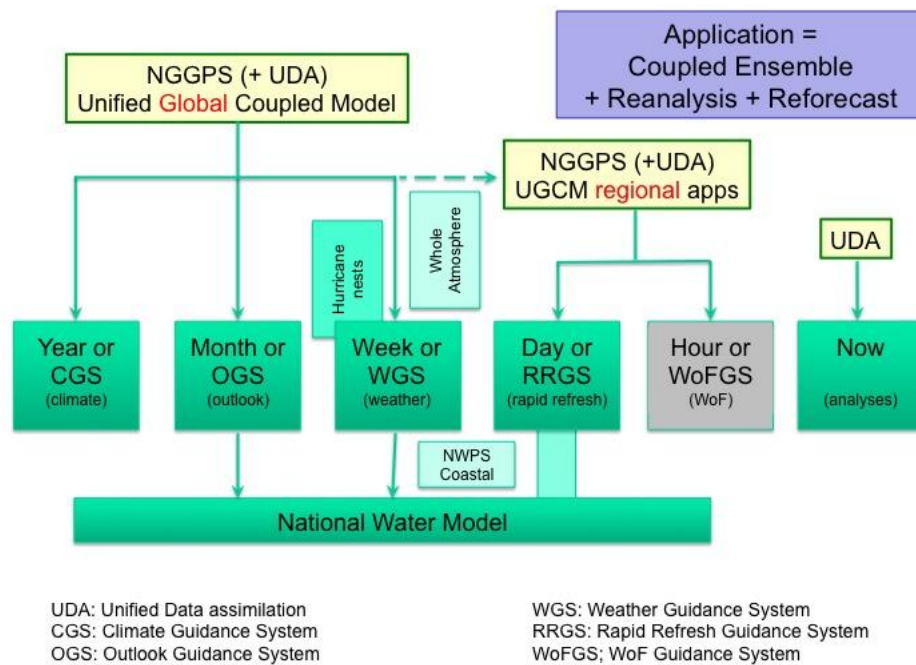 NGGPS (+ UDA)
Unified Global Coupled Model
Application =
Coupled Ensemble
+ Reanalysis + Reforecast
NGGPS (+UDA)
UGCM regional apps
UDA
Hurricane
nests
Whole
Atmosphere
Year or
CGS
(climate)
Month or
OGS
(outlook)
Week or
WGS
(weather)
Day or
RRGS
(rapid refresh)
Hour or
WoFGS
(WoF)
Now
(analyses)
NWPS
Coastal
National Water Model
UDA: Unified Data assimilation
CGS: Climate Guidance System
OGS: Outlook Guidance System
WGS: Weather Guidance System
RRGS: Rapid Refresh Guidance System
WoFGS; WoF Guidance System